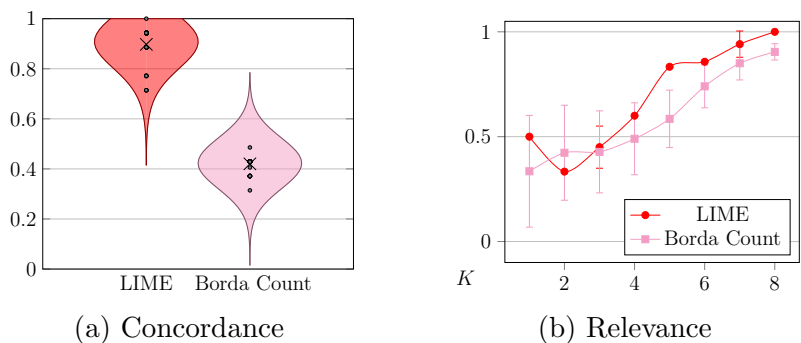 1
0.8
0.6
0.4
0.2
0
LIME Borda Count
(a) Concordance
1
0.5
0
LIME
Borda Count
K 2 4 6 8
(b) Relevance